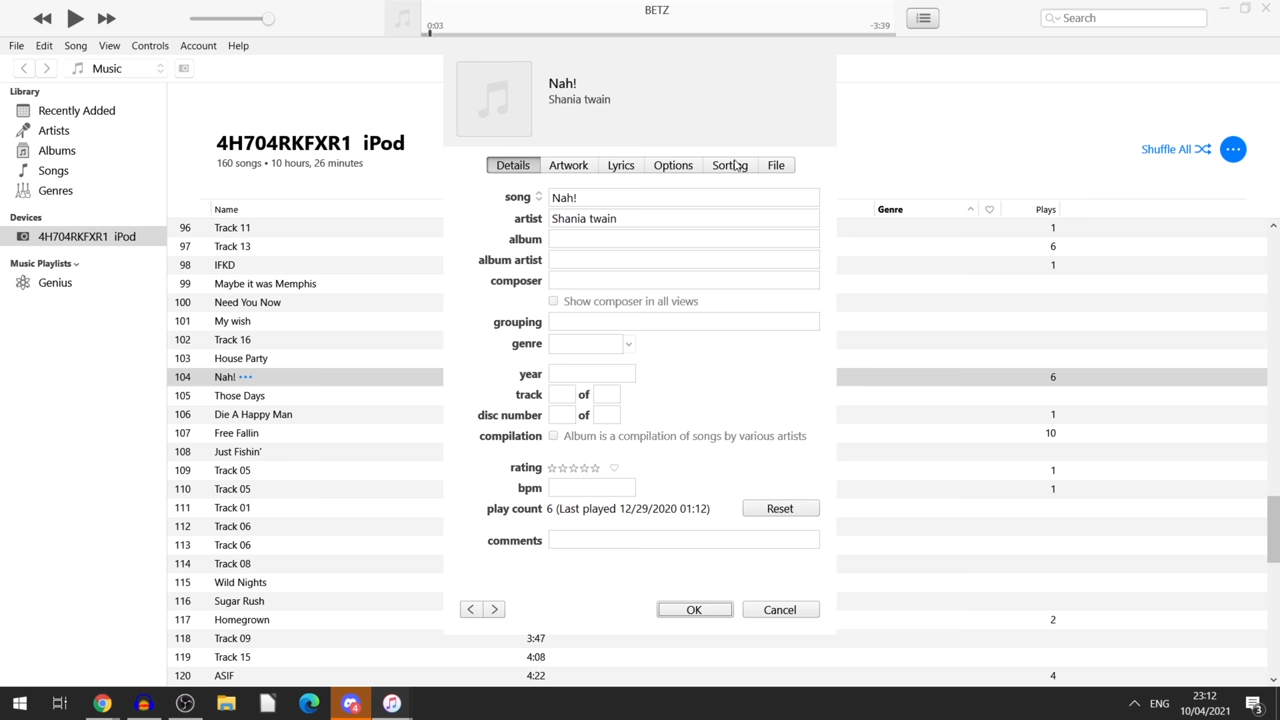 BETZ
0:03
-3:39
Search
File Edit Song View Controls Account Help
Music
Library
Recently Added
Artists
Albums
Songs
Genres
Devices
4H704RKFXR1 iPod
Music Playlists
Genius
4H704RKFXR1 iPod
160 songs • 10 hours, 26 minutes
Shuffle All
Name Genre Plays
96 Track 11 1
97 Track 13 6
98 IFKD 1
99 Maybe it was Memphis
100 Need You Now
101 My wish
102 Track 16
103 House Party
104 Nah! 6
105 Those Days
106 Die A Happy Man 1
107 Free Fallin 10
108 Just Fishin'
109 Track 05 1
110 Track 05 1
111 Track 01
112 Track 06
113 Track 06
114 Track 08
115 Wild Nights
116 Sugar Rush
117 Homegrown 2
118 Track 09 3:47
119 Track 15 4:08
120 ASIF 4:22 4
Nah!
Shania twain
Details Artwork Lyrics Options Sorting File
song Nah!
artist Shania twain
album
album artist
composer
Show composer in all views
grouping
genre
year
track of
disc number of
compilation Album is a compilation of songs by various artists
rating
bpm
play count 6 (Last played 12/29/2020 01:12) Reset
comments
OK Cancel
ENG
23:12
10/04/2021
4
3